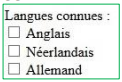 Langues connues :
Anglais
Néerlandais
Allemand